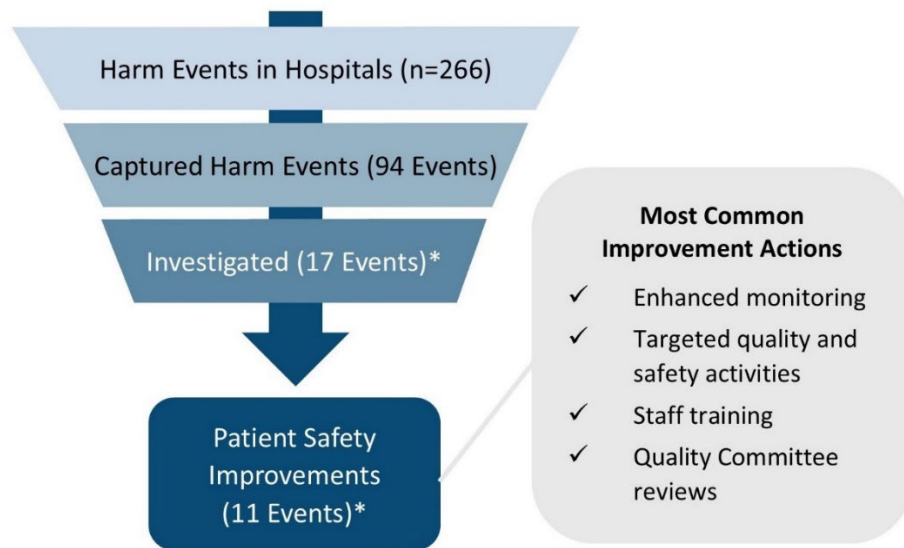 Harm Events in Hospitals (n=266)
Captured Harm Events (94 Events)
Investigated (17 Events)*
Patient Safety
Improvements
(11 Events)*
Most Common
Improvement Actions
✓ Enhanced monitoring
✓ Targeted quality and
safety activities
✓ Staff training
✓ Quality Committee
reviews